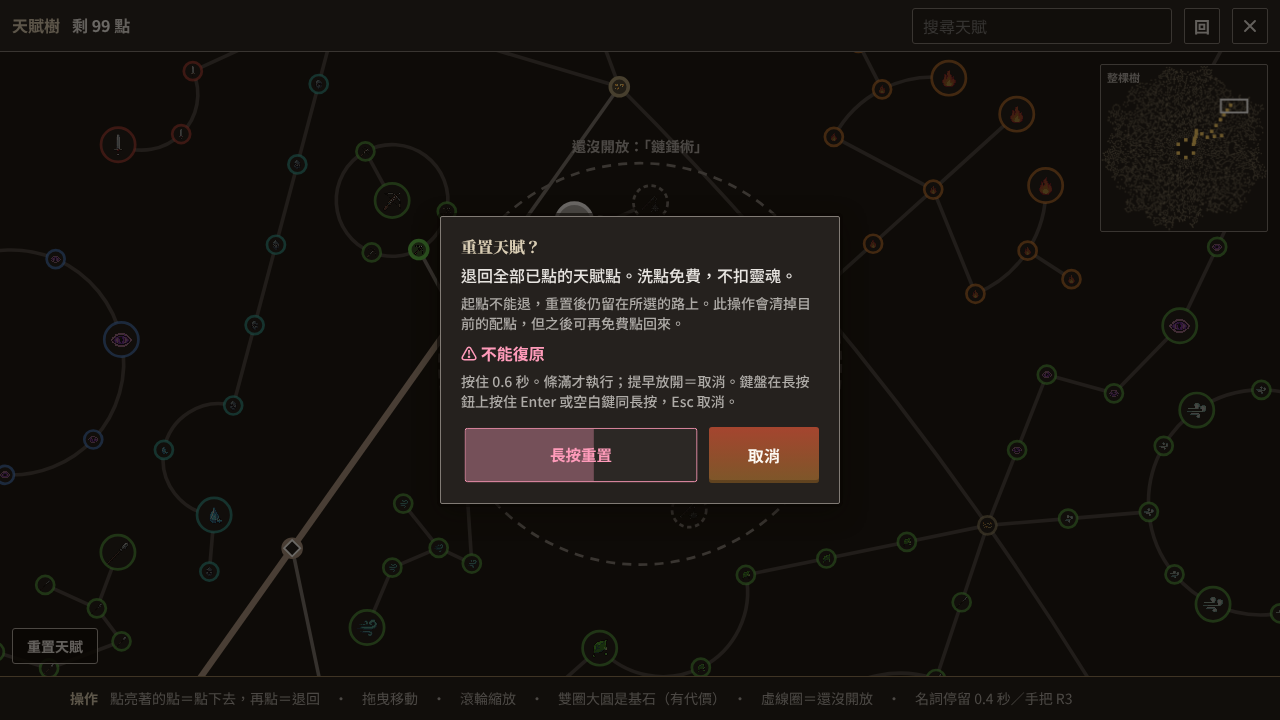 天賦樹 剩 99 點
搜尋天賦
回
整棵樹
還沒開放：「鏈錘術」
重置天賦？
退回全部已點的天賦點。洗點免費，不扣靈魂。
起點不能退，重置後仍留在所選的路上。此操作會清掉目
前的配點，但之後可再免費點回來。
不能復原
按住 0.6 秒。條滿才執行；提早放開＝取消。鍵盤在長按
鈕上按住 Enter 或空白鍵同長按，Esc 取消。
長按重置
取消
重置天賦
操作 點亮著的點＝點下去，再點＝退回 · 拖曳移動 · 滾輪縮放 · 雙圈大圓是基石（有代價） · 虛線圈＝還沒開放 · 名詞停留 0.4 秒／手把 R3